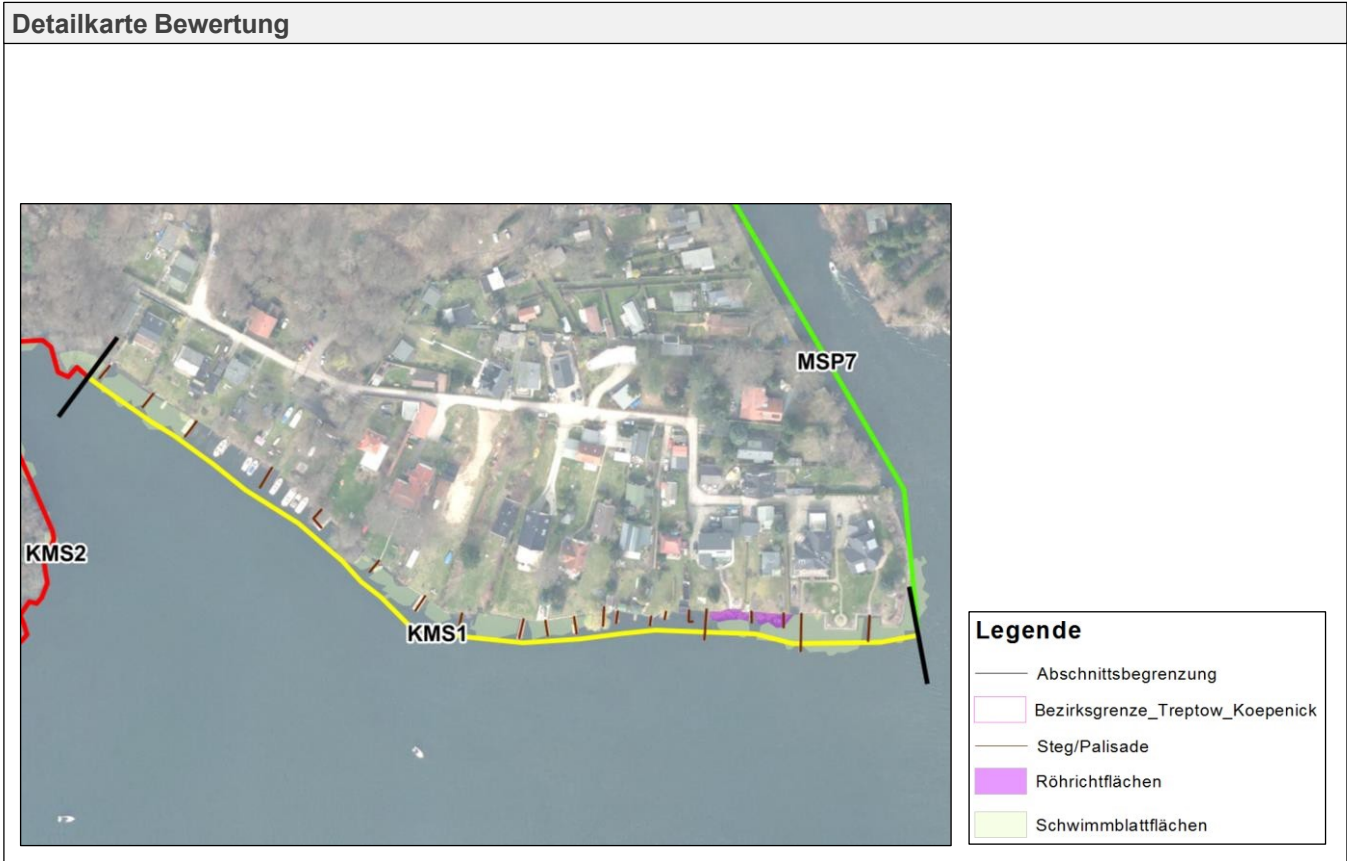 Detailkarte Bewertung
MSP7
KMS2
KMS1
Legende
Abschnittsbegrenzung
Bezirksgrenze_Treptow_Koepenick
Steg/Palisade
Röhrichtflächen
Schwimmblattflächen